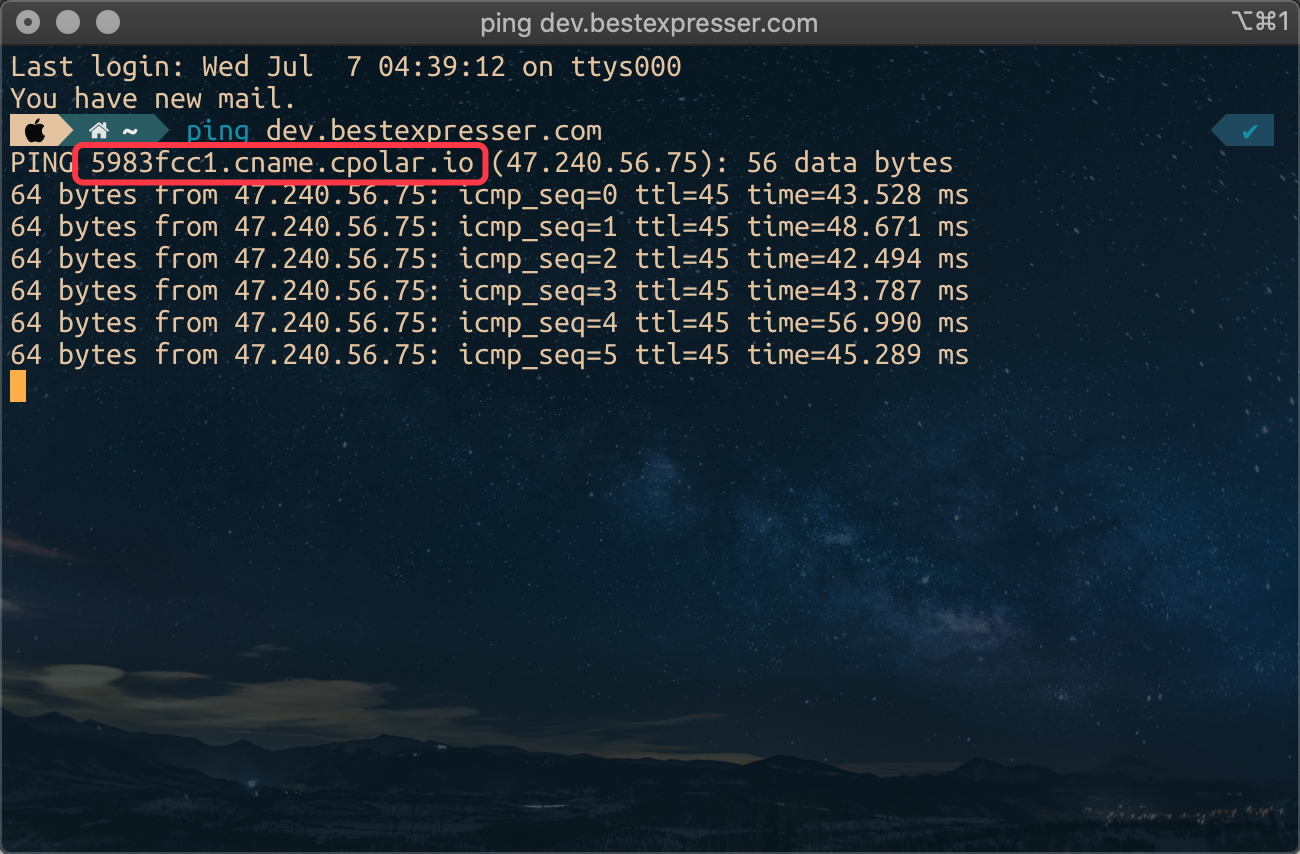 ping dev.bestexpresser.com
⌥⌘1
Last login: Wed Jul  7 04:39:12 on ttys000
You have new mail.
~ ping dev.bestexpresser.com
PING 5983fcc1.cname.cpolar.io (47.240.56.75): 56 data bytes
64 bytes from 47.240.56.75: icmp_seq=0 ttl=45 time=43.528 ms
64 bytes from 47.240.56.75: icmp_seq=1 ttl=45 time=48.671 ms
64 bytes from 47.240.56.75: icmp_seq=2 ttl=45 time=42.494 ms
64 bytes from 47.240.56.75: icmp_seq=3 ttl=45 time=43.787 ms
64 bytes from 47.240.56.75: icmp_seq=4 ttl=45 time=56.990 ms
64 bytes from 47.240.56.75: icmp_seq=5 ttl=45 time=45.289 ms